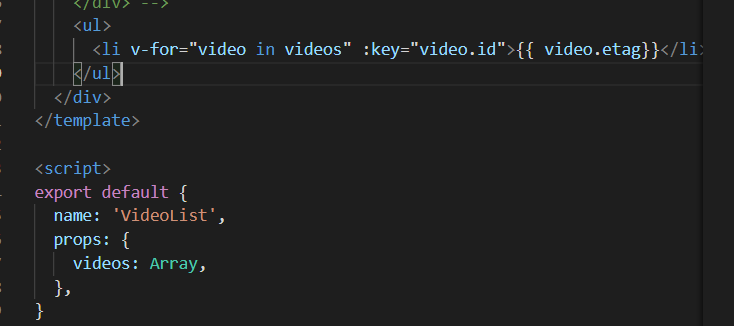 </div> -->
<ul>
<li v-for="video in videos" :key="video.id">{{ video.etag}}</li>
</ul>
</div>
</template>
<script>
export default {
name: 'VideoList',
props: {
videos: Array,
},
}